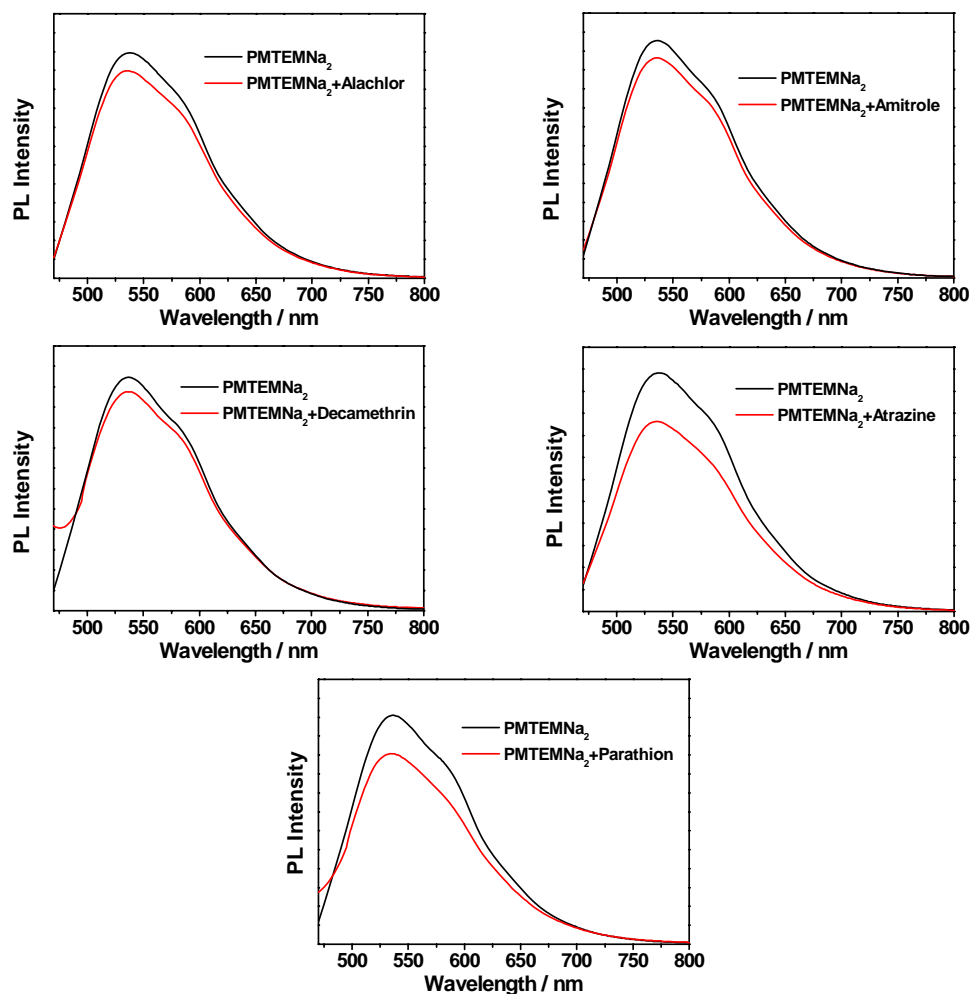 PL Intensity
PMTEMNa₂
PMTEMNa₂+Alachlor
500 550 600 650 700 750 800
Wavelength / nm
PL Intensity
PMTEMNa₂
PMTEMNa₂+Amitrole
500 550 600 650 700 750 800
Wavelength / nm
PL Intensity
PMTEMNa₂
PMTEMNa₂+Decamethrin
500 550 600 650 700 750 800
Wavelength / nm
PL Intensity
PMTEMNa₂
PMTEMNa₂+Atrazine
500 550 600 650 700 750 800
Wavelength / nm
PL Intensity
PMTEMNa₂
PMTEMNa₂+Parathion
500 550 600 650 700 750 800
Wavelength / nm